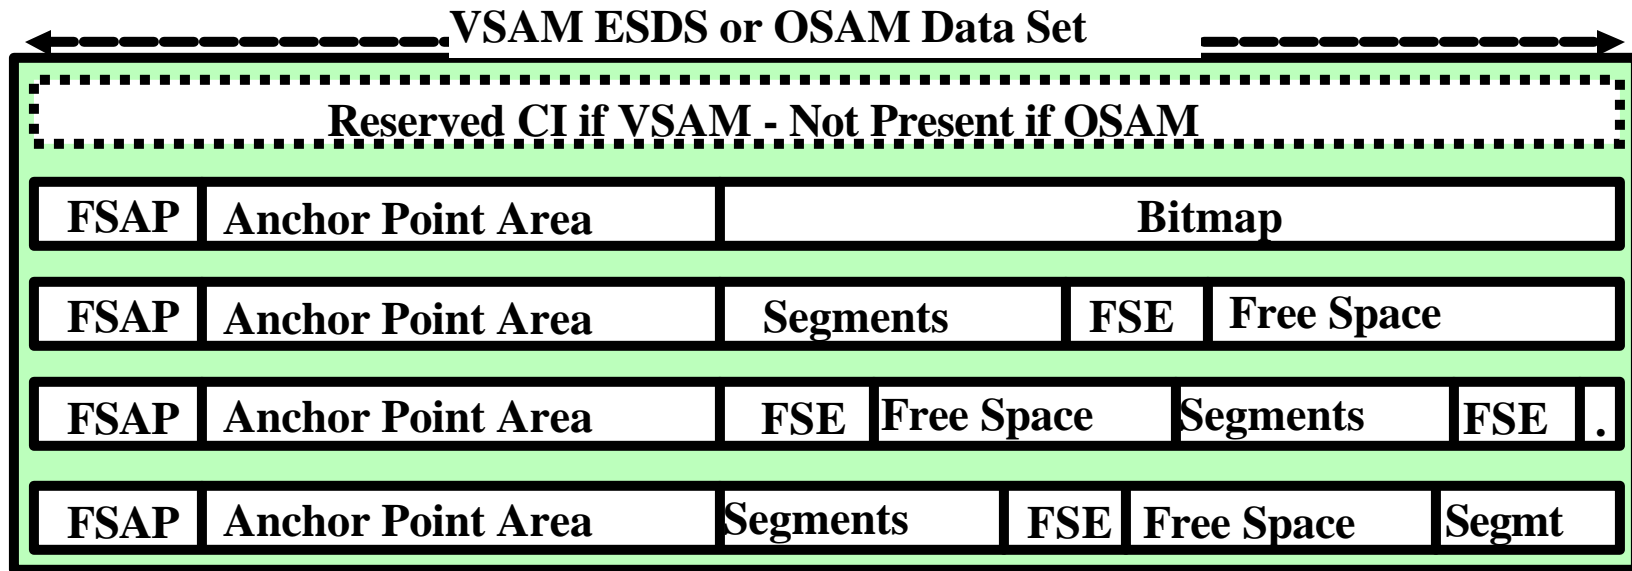 VSAM ESDS or OSAM Data Set
Reserved CI if VSAM - Not Present if OSAM
FSAP Anchor Point Area Bitmap
FSAP Anchor Point Area Segments FSE Free Space
FSAP Anchor Point Area FSE Free Space Segments FSE .
FSAP Anchor Point Area Segments FSE Free Space Segmt